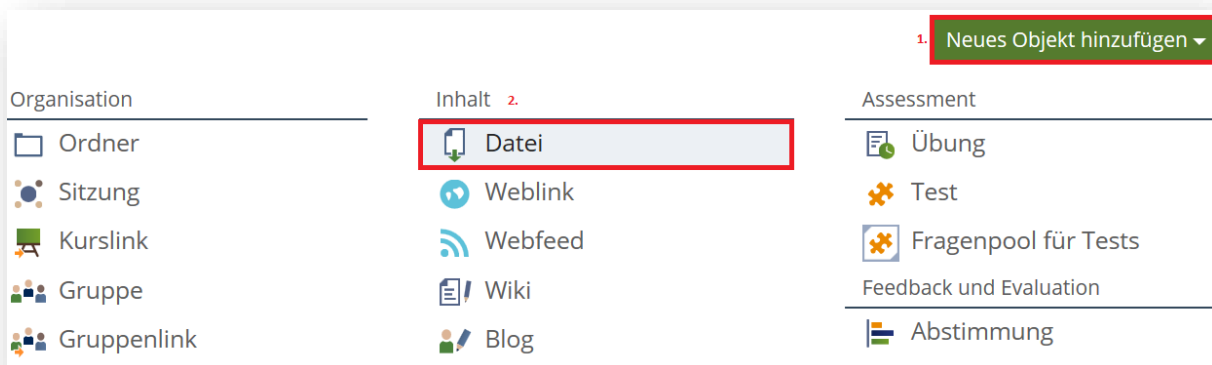 1. Neues Objekt hinzufügen
Organisation
Ordner
Sitzung
Kurslink
Gruppe
Gruppenlink
Inhalt 2.
Datei
Weblink
Webfeed
Wiki
Blog
Assessment
Übung
Test
Fragenpool für Tests
Feedback und Evaluation
Abstimmung